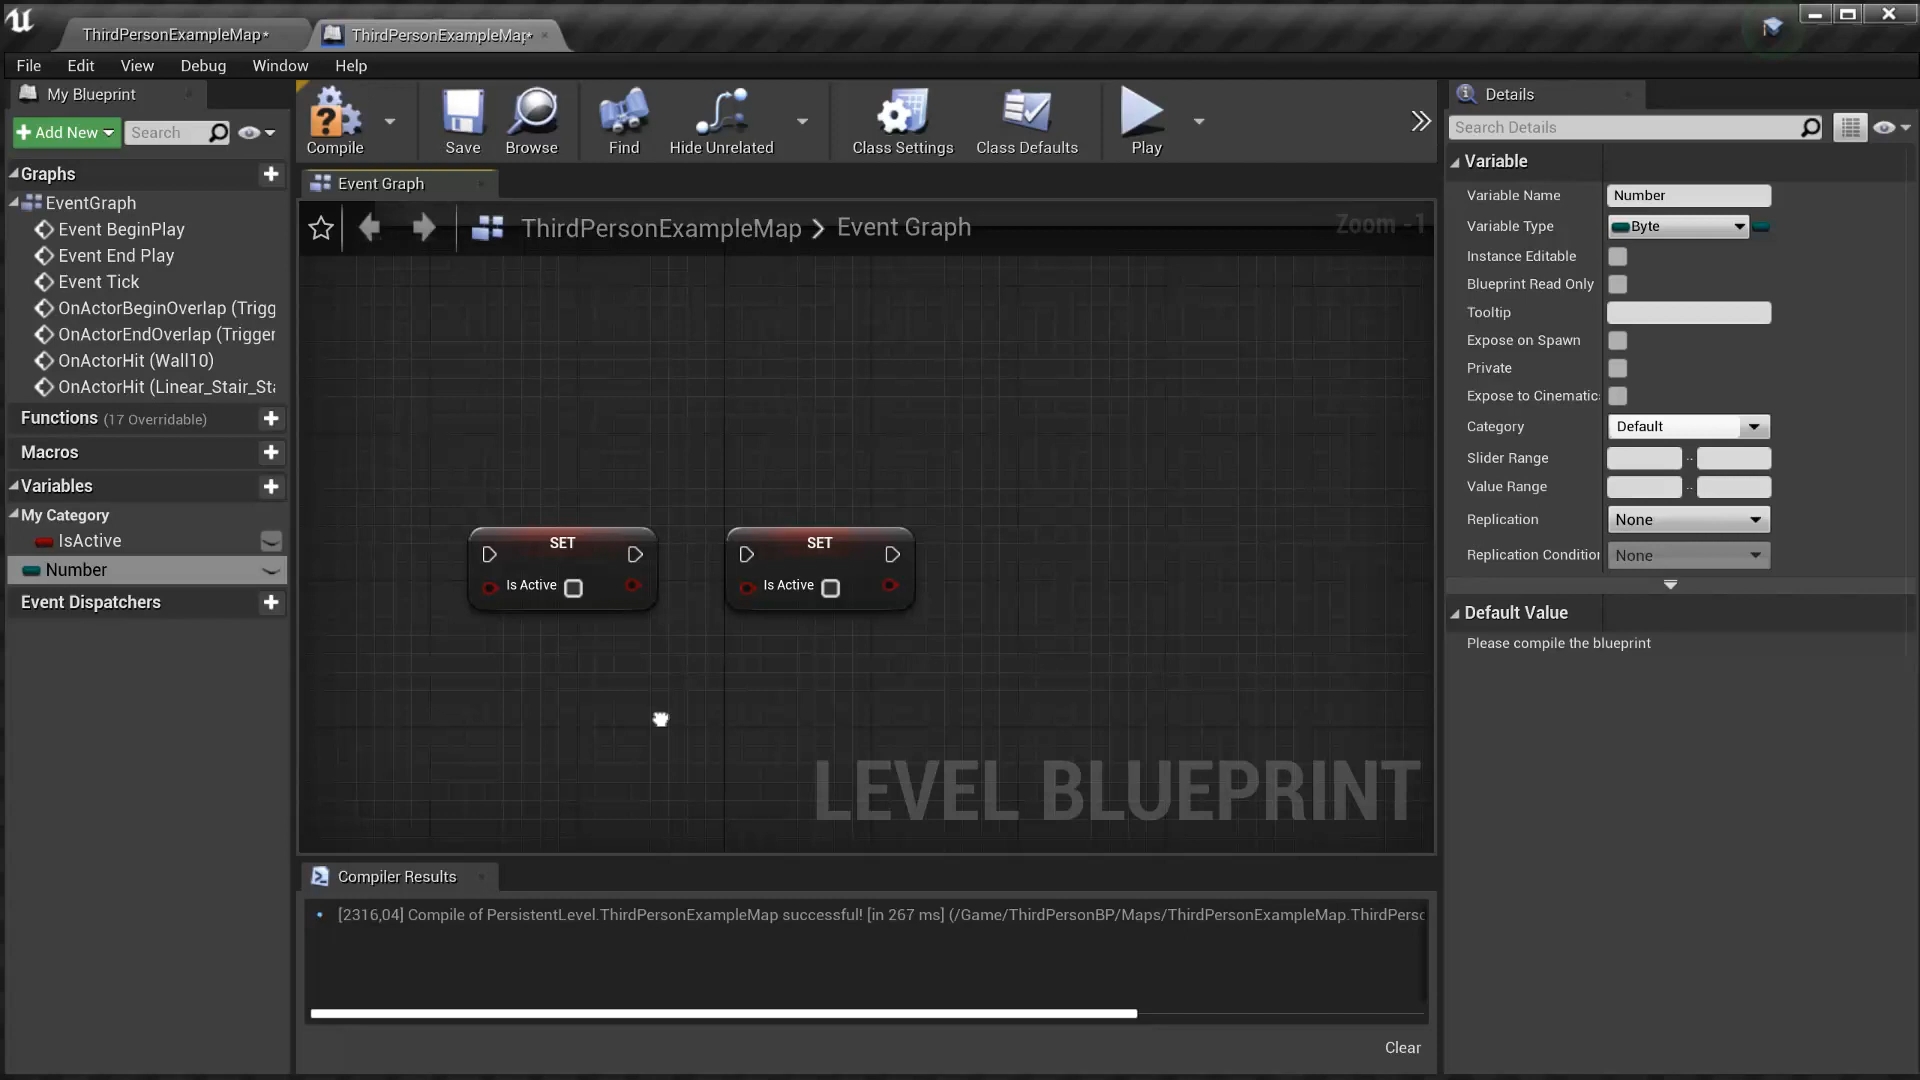 ThirdPersonExampleMap*
ThirdPersonExampleMap*
File Edit View Debug Window Help
My Blueprint
Add New
Search
Graphs
EventGraph
Event BeginPlay
Event End Play
Event Tick
OnActorBeginOverlap (Trigg
OnActorEndOverlap (Trigger
OnActorHit (Wall10)
OnActorHit (Linear_Stair_Sta
Functions (17 Overridable)
Macros
Variables
My Category
IsActive
Number
Event Dispatchers
Compile
Save
Browse
Find
Hide Unrelated
Class Settings
Class Defaults
Play
Event Graph
ThirdPersonExampleMap > Event Graph
Zoom -1
SET
Is Active
SET
Is Active
LEVEL BLUEPRINT
Compiler Results
[2316,04] Compile of PersistentLevel.ThirdPersonExampleMap successful! [in 267 ms] (/Game/ThirdPersonBP/Maps/ThirdPersonExampleMap.ThirdPerso
Clear
Details
Search Details
Variable
Variable Name Number
Variable Type Byte
Instance Editable
Blueprint Read Only
Tooltip
Expose on Spawn
Private
Expose to Cinematic
Category Default
Slider Range
Value Range
Replication None
Replication Condition None
Default Value
Please compile the blueprint